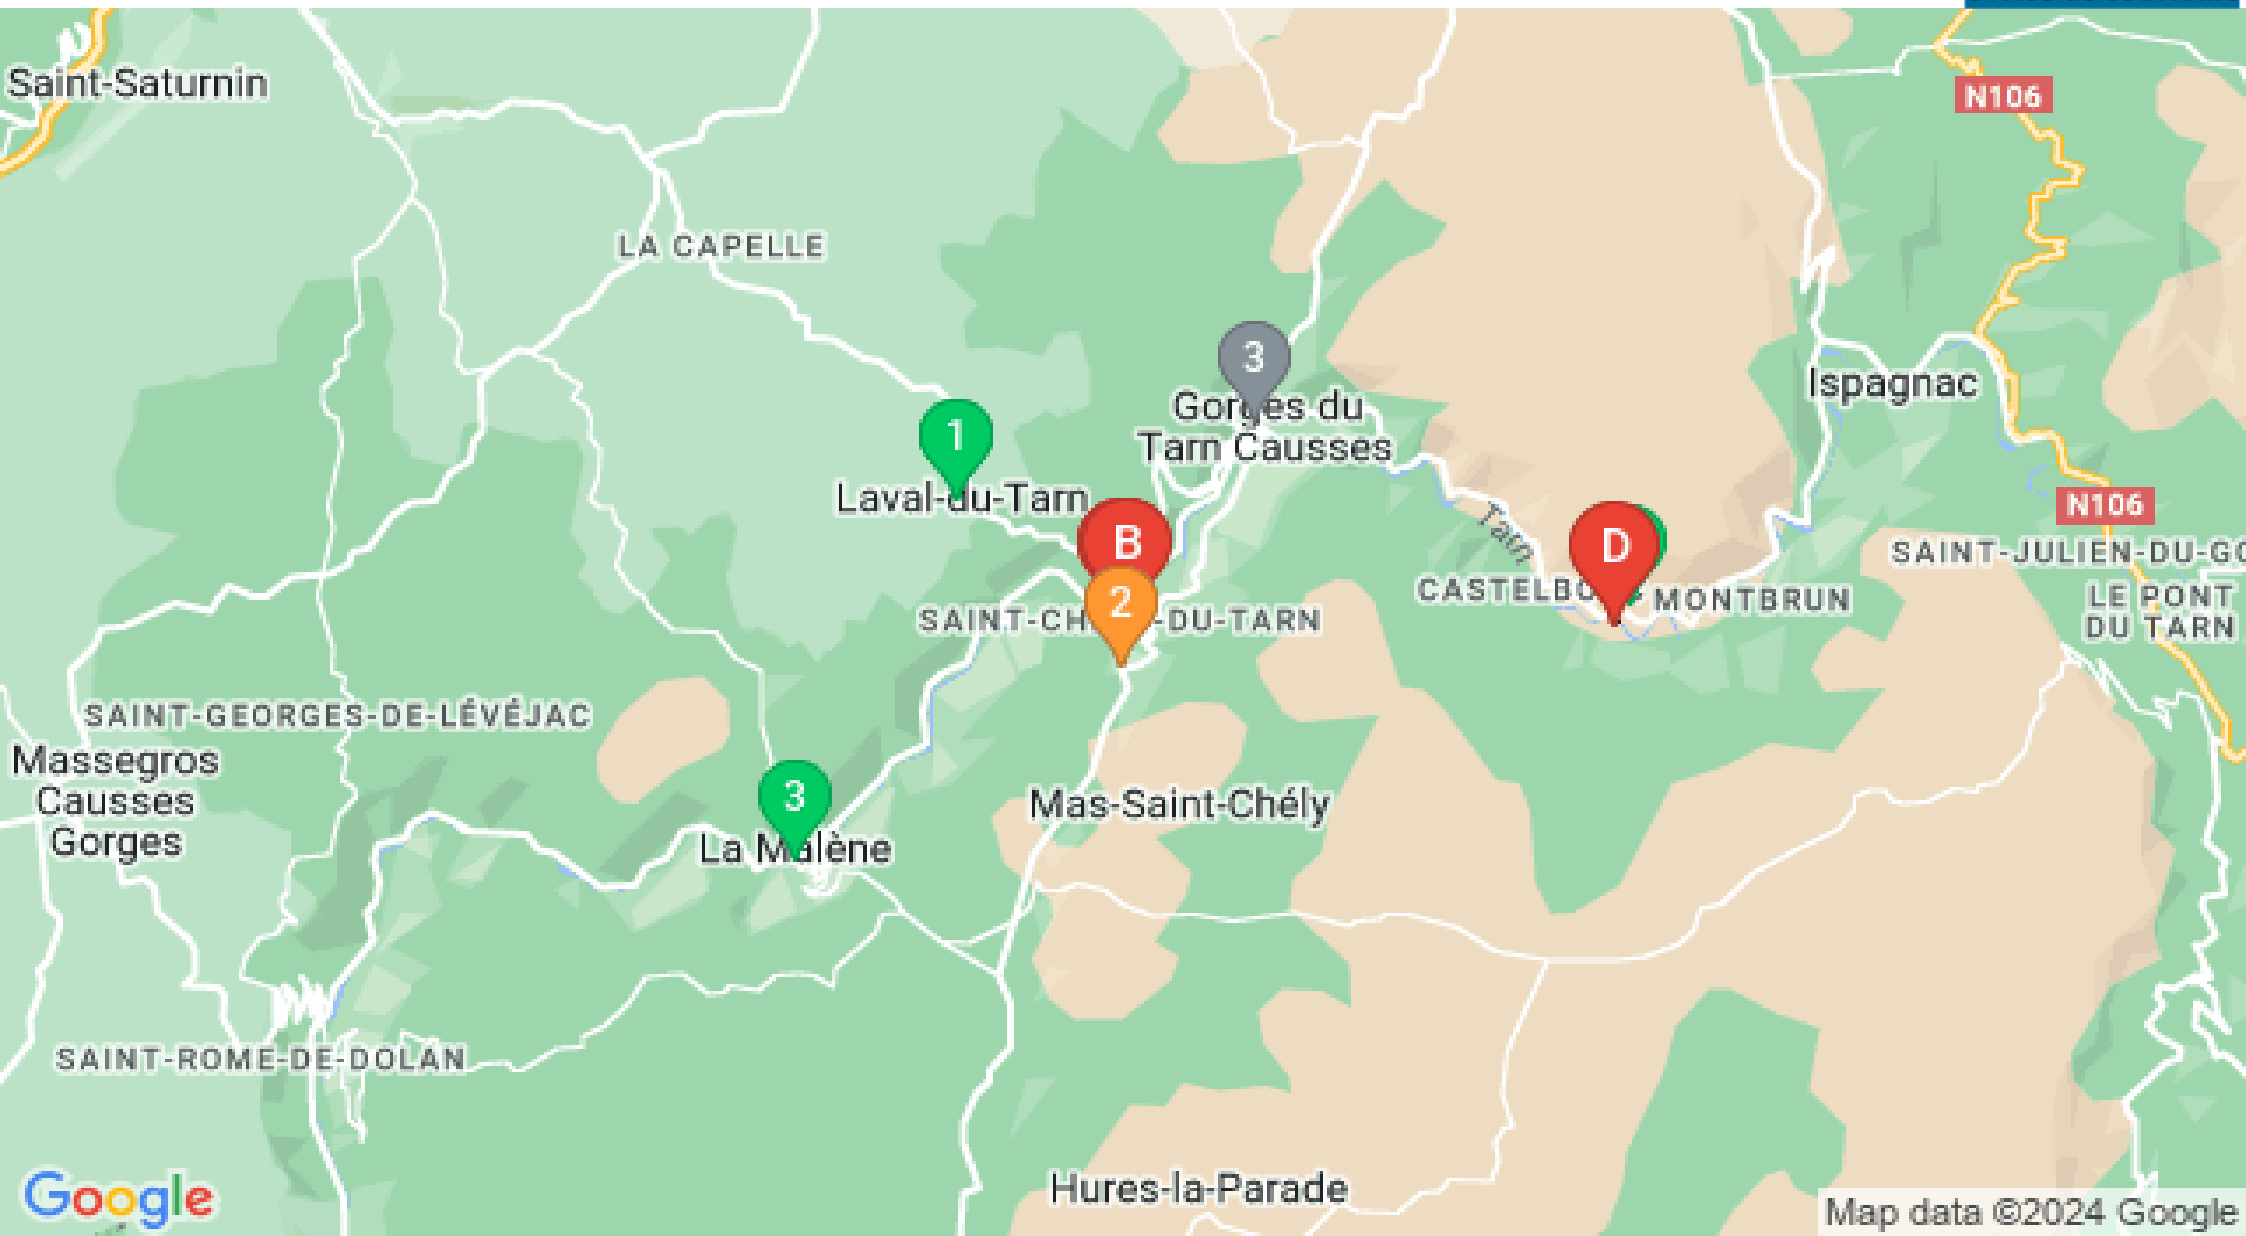 Saint-Saturnin
N106
LA CAPELLE
3
Gorges du
Tarn Causses
Ispagnac
1
Laval-du-Tarn
N106
B
D
Tarn
SAINT-JULIEN-DU-GO
CASTELBO
MONTBRUN
LE PONT
DU TARN
2
SAINT-CH
-DU-TARN
SAINT-GEORGES-DE-LÉVÉJAC
Massegros
Causses
Gorges
3
La Malène
Mas-Saint-Chély
SAINT-ROME-DE-DOLAN
Hures-la-Parade
Google
Map data ©2024 Google